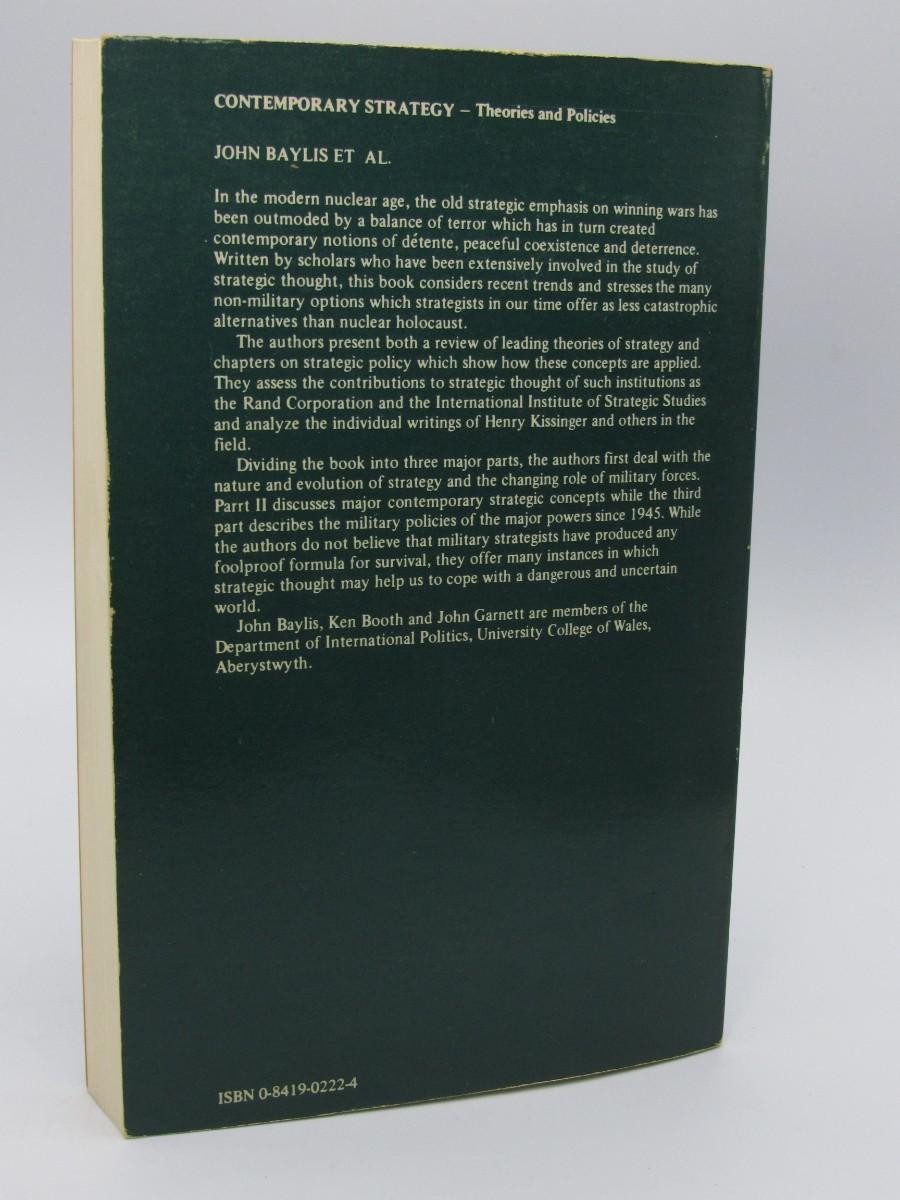 CONTEMPORARY STRATEGY – Theories and Policies
JOHN BAYLIS ET AL.
In the modern nuclear age, the old strategic emphasis on winning wars has
been outmoded by a balance of terror which has in turn created
contemporary notions of détente, peaceful coexistence and deterrence.
Written by scholars who have been extensively involved in the study of
strategic thought, this book considers recent trends and stresses the many
non-military options which strategists in our time offer as less catastrophic
alternatives than nuclear holocaust.
The authors present both a review of leading theories of strategy and
chapters on strategic policy which show how these concepts are applied.
They assess the contributions to strategic thought of such institutions as
the Rand Corporation and the International Institute of Strategic Studies
and analyze the individual writings of Henry Kissinger and others in the
field.
Dividing the book into three major parts, the authors first deal with the
nature and evolution of strategy and the changing role of military forces.
Parrt II discusses major contemporary strategic concepts while the third
part describes the military policies of the major powers since 1945. While
the authors do not believe that military strategists have produced any
foolproof formula for survival, they offer many instances in which
strategic thought may help us to cope with a dangerous and uncertain
world.
John Baylis, Ken Booth and John Garnett are members of the
Department of International Politics, University College of Wales,
Aberystwyth.
ISBN 0-8419-0222-4